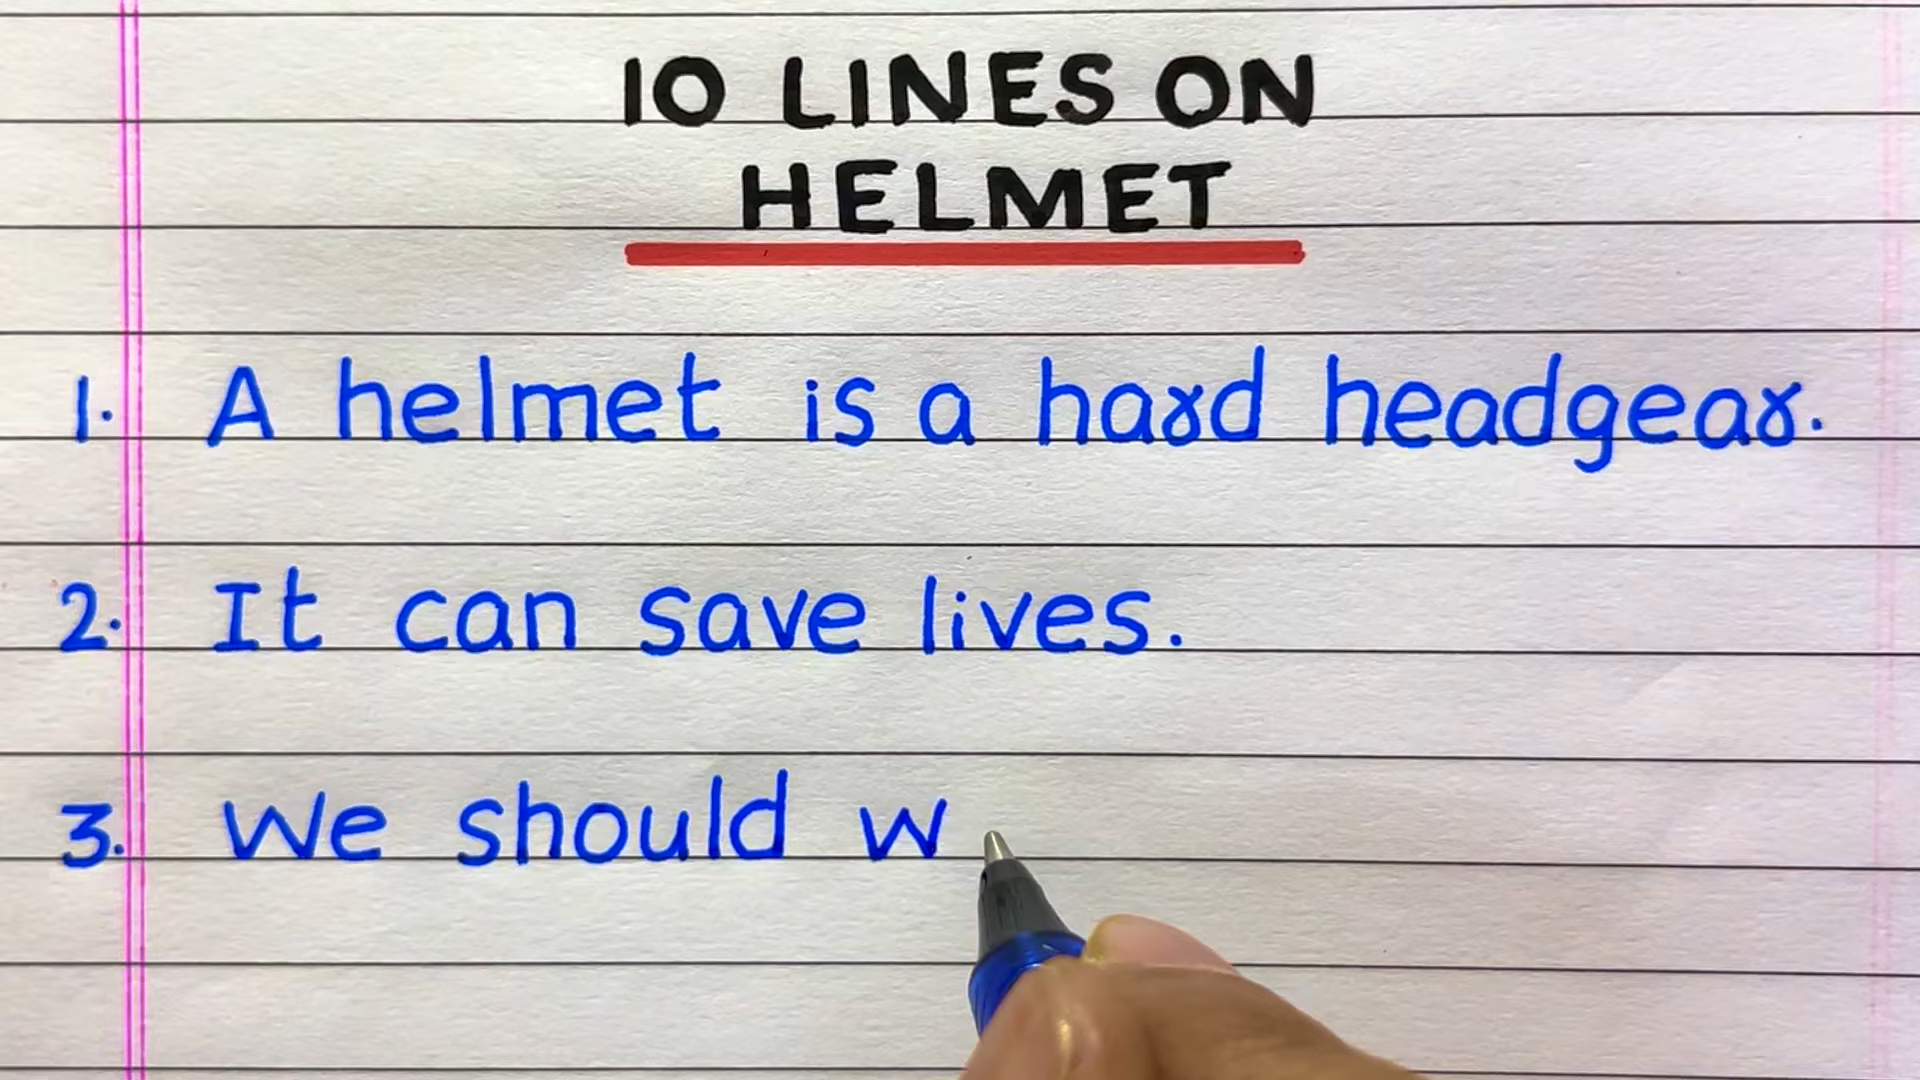 10 LINES ON
HELMET
1. A helmet is a hard headgear.
2. It can save lives.
3. We should w